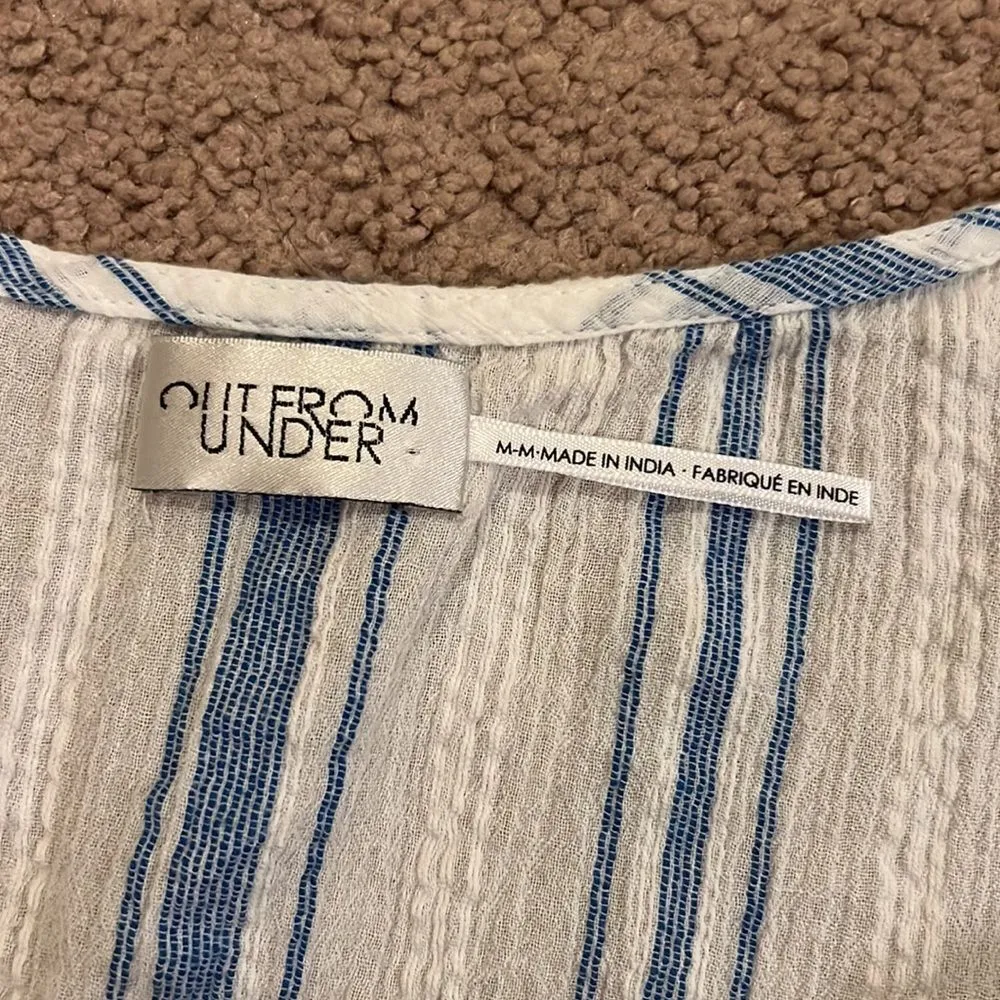 OUT FROM
UNDER
M-M·MADE IN INDIA · FABRIQUÉ EN INDE